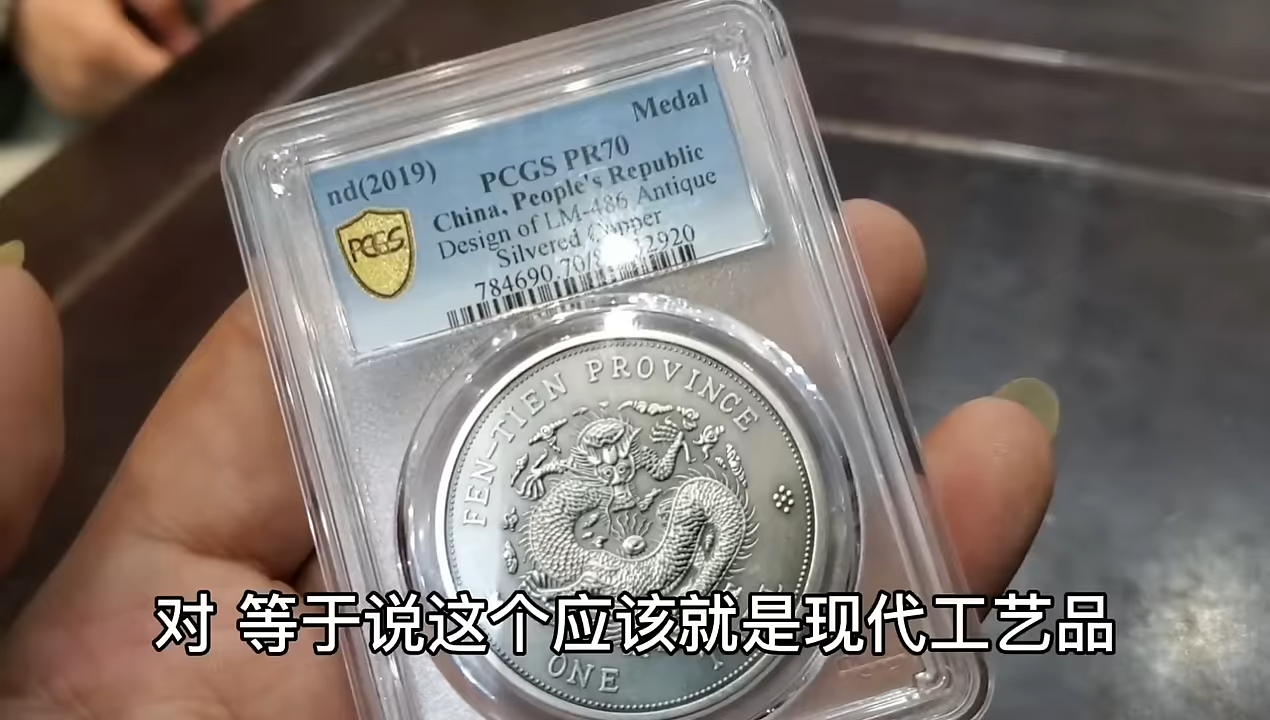 Medal
nd(2019)
PCGS PR70
China, People's Republic
Design of LM-486 Antique
Silvered Copper
PCGS
FEN-TIEN PROVINCE
对 等于说这个应该就是现代工艺品
ONE